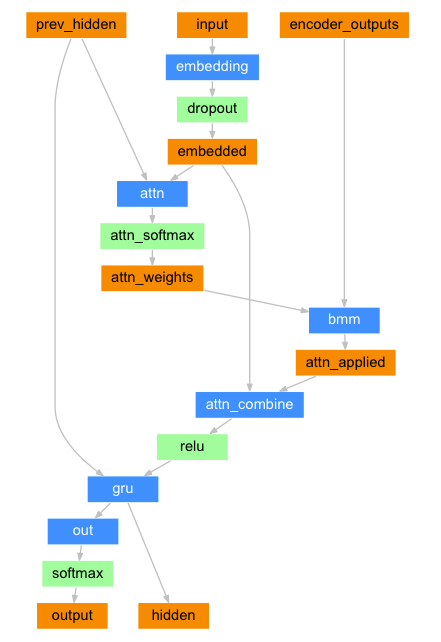 prev_hidden
input
encoder_outputs
embedding
dropout
embedded
attn
attn_softmax
attn_weights
bmm
attn_applied
attn_combine
relu
gru
out
softmax
output
hidden